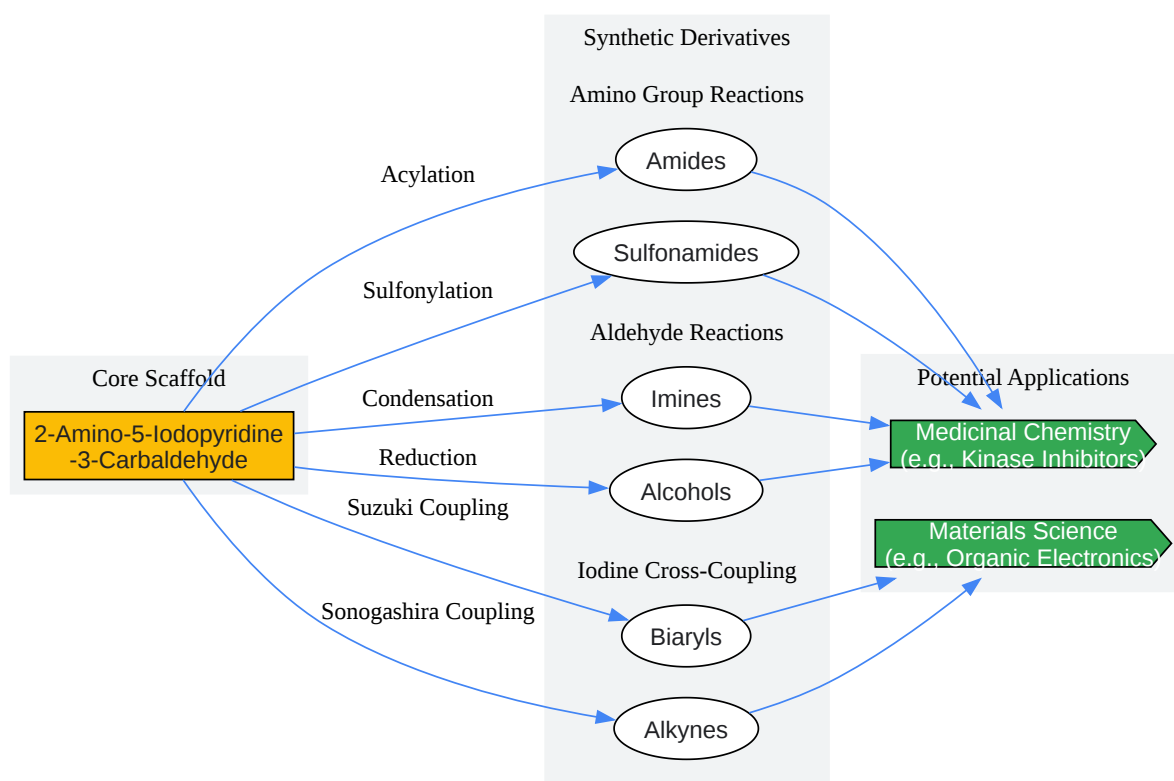 Synthetic Derivatives
Amino Group Reactions
Amides
Acylation
Sulfonamides
Sulfonylation
Aldehyde Reactions
Core Scaffold
Potential Applications
Condensation
Imines
2-Amino-5-Iodopyridine
-3-Carbaldehyde
Medicinal Chemistry
(e.g., Kinase Inhibitors)
Reduction
Alcohols
Suzuki Coupling
Materials Science
(e.g., Organic Electronics)
Iodine Cross-Coupling
Sonogashira Coupling
Biaryls
Alkynes